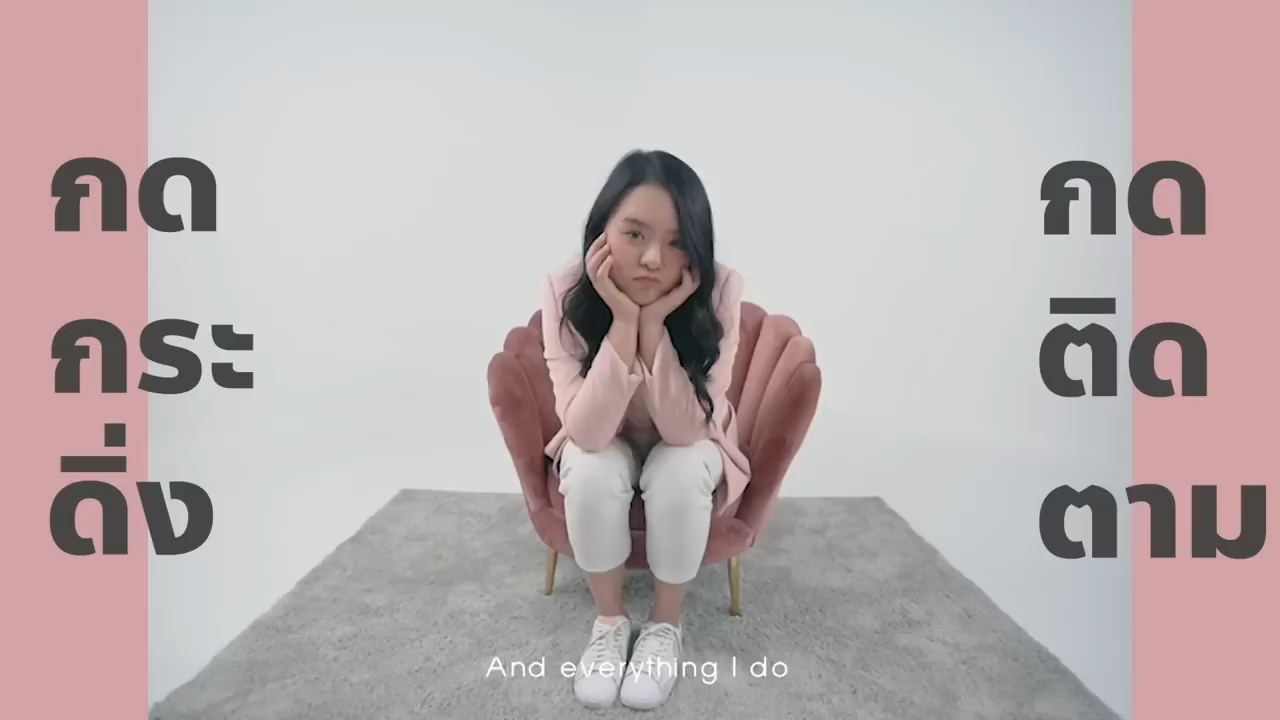 กด
กระ
ดิ่ง
กด
ติด
ตาม
And everything I do